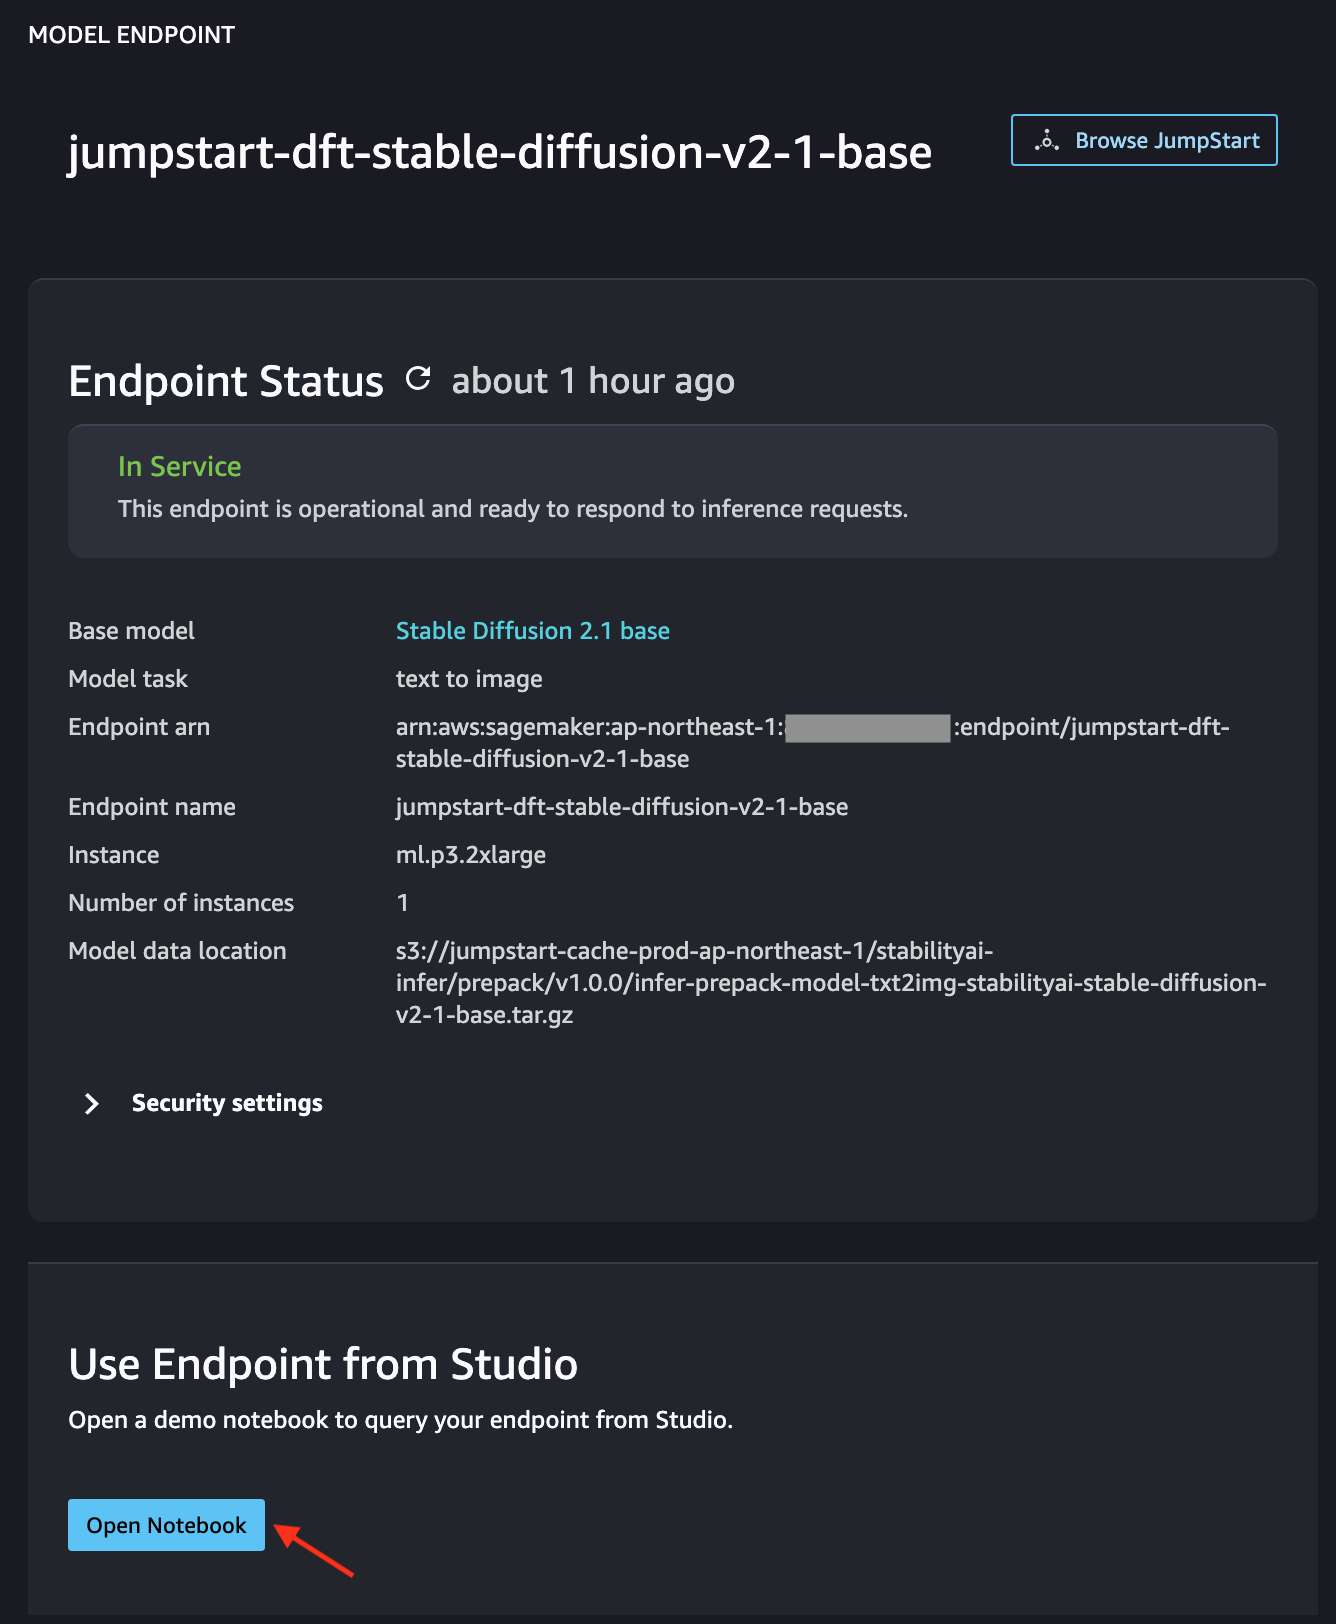 MODEL ENDPOINT
jumpstart-dft-stable-diffusion-v2-1-base
Browse JumpStart
Endpoint Status about 1 hour ago
In Service
This endpoint is operational and ready to respond to inference requests.
Base model Stable Diffusion 2.1 base
Model task text to image
Endpoint arn arn:aws:sagemaker:ap-northeast-1: :endpoint/jumpstart-dft-
stable-diffusion-v2-1-base
Endpoint name jumpstart-dft-stable-diffusion-v2-1-base
Instance ml.p3.2xlarge
Number of instances 1
Model data location s3://jumpstart-cache-prod-ap-northeast-1/stabilityai-
infer/prepack/v1.0.0/infer-prepack-model-txt2img-stabilityai-stable-diffusion-
v2-1-base.tar.gz
Security settings
Use Endpoint from Studio
Open a demo notebook to query your endpoint from Studio.
Open Notebook